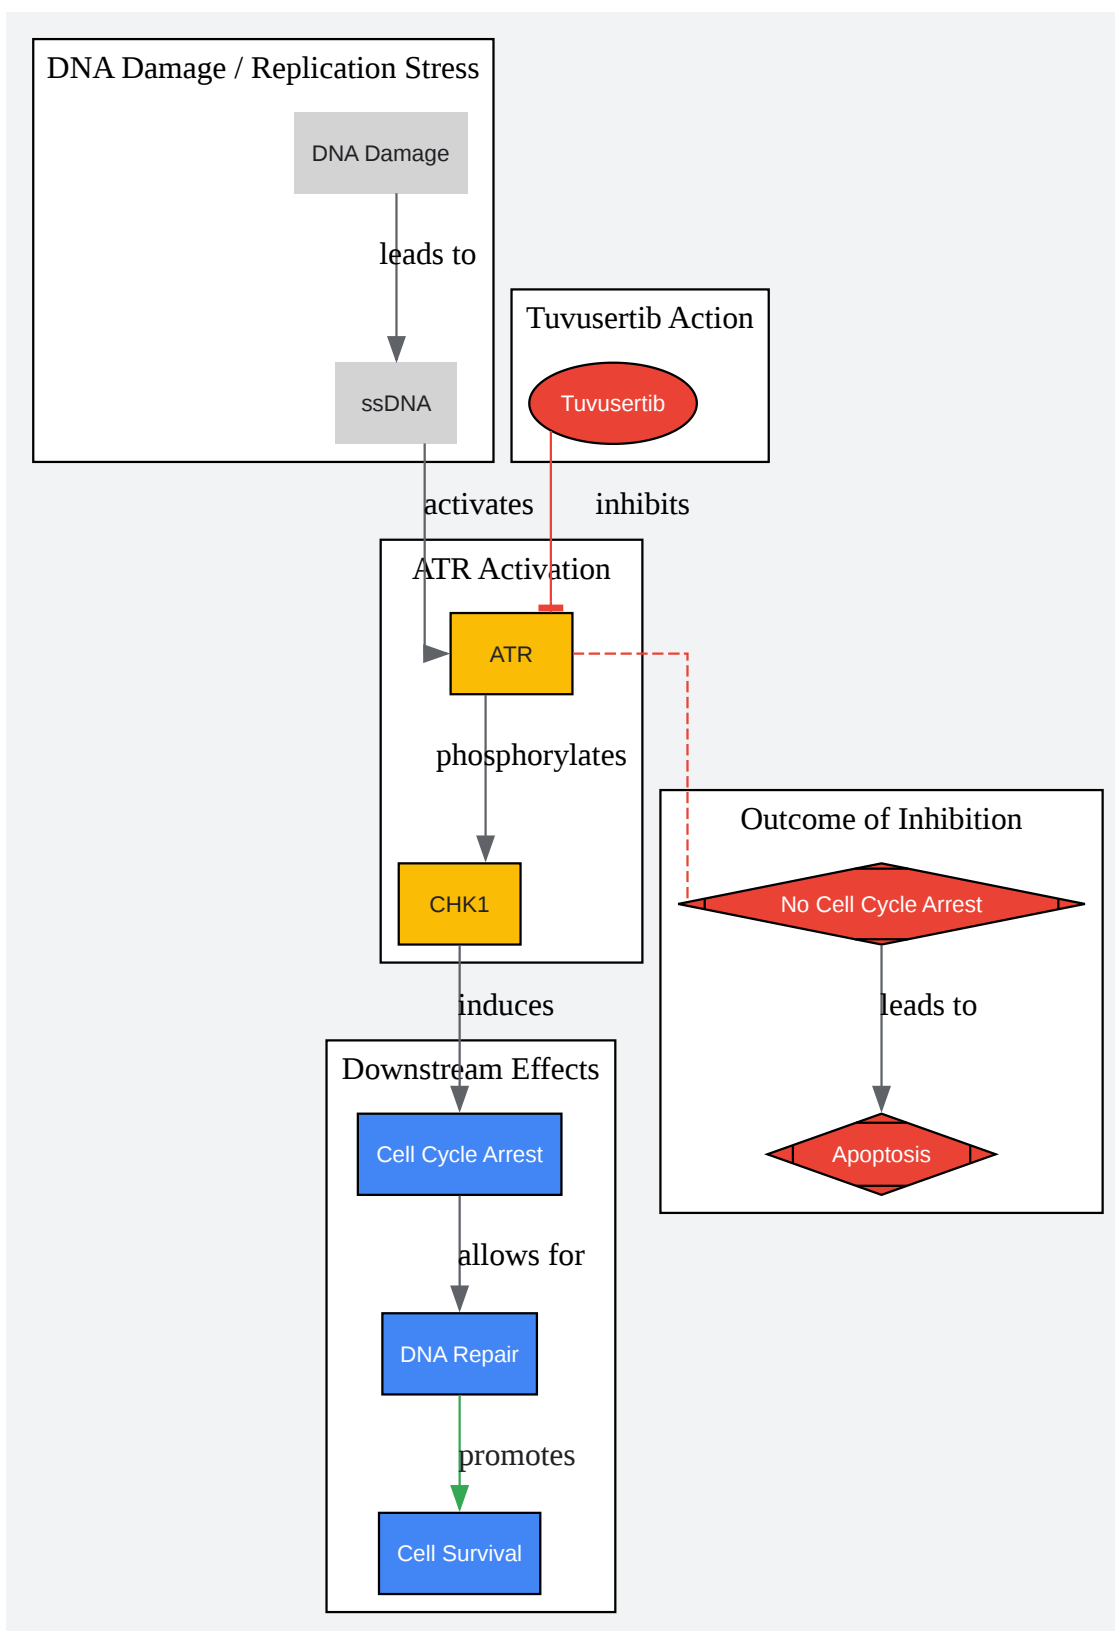 DNA Damage / Replication Stress
DNA Damage
leads to
Tuvusertib Action
ssDNA
Tuvusertib
activates
inhibits
ATR Activation
ATR
phosphorylates
Outcome of Inhibition
CHK1
No Cell Cycle Arrest
induces
leads to
Downstream Effects
Cell Cycle Arrest
Apoptosis
allows for
DNA Repair
promotes
Cell Survival